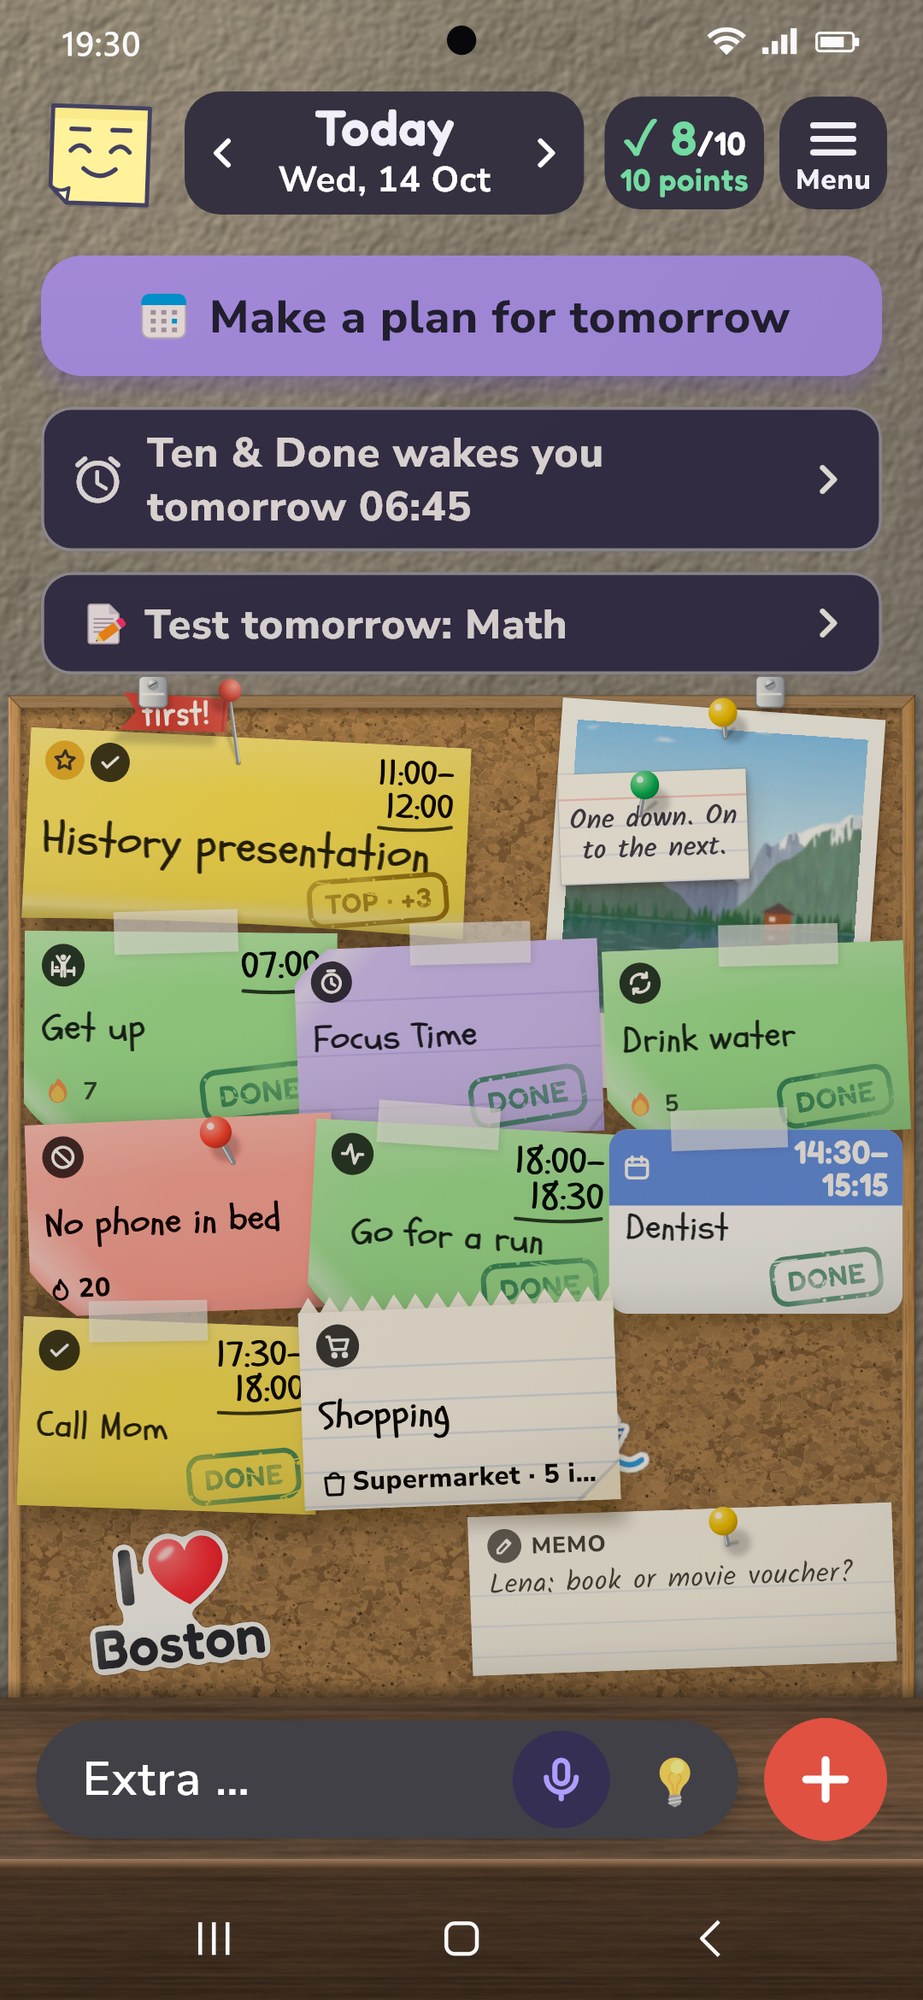 19:30
Today
Wed, 14 Oct
✓ 8/10
10 points
Menu
Make a plan for tomorrow
Ten & Done wakes you
tomorrow 06:45
Test tomorrow: Math
first!
11:00–
12:00
History presentation
TOP · +3
One down. On
to the next.
07:00
Get up
7
DONE
Focus Time
DONE
Drink water
5
DONE
No phone in bed
20
18:00–
18:30
Go for a run
DONE
14:30–
15:15
Dentist
DONE
17:30–
18:00
Call Mom
DONE
Shopping
Supermarket · 5 i...
I ❤
Boston
MEMO
Lena: book or movie voucher?
Extra ...